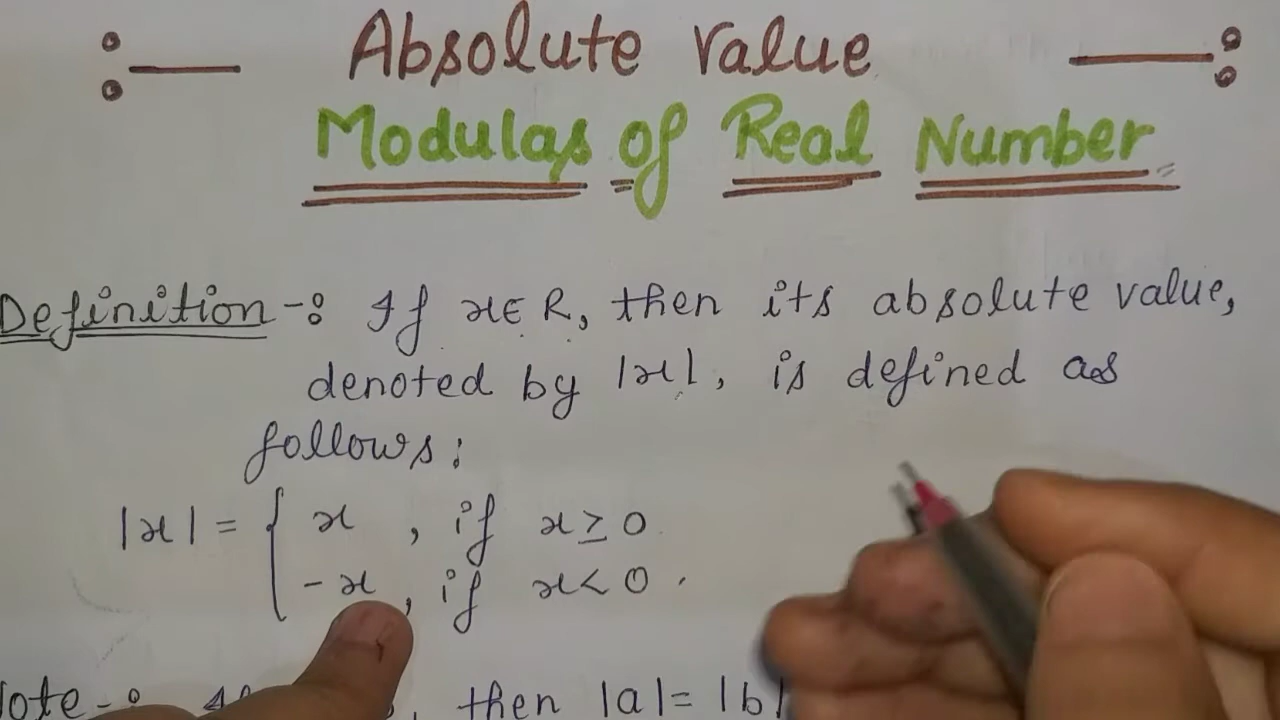 Absolute value
Modulas of Real Number
Definition -: If x ∈ R, then its absolute value,
denoted by |x|, is defined as
follows:
|x| = { x , if x ≥ 0
-x , if x < 0 .
then |a| = |b|